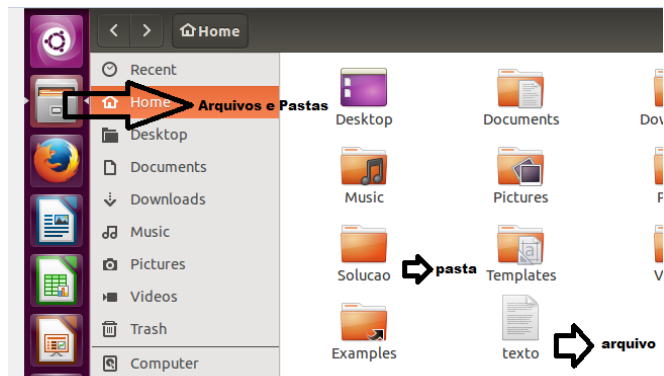 Home
Recent
Home
Arquivos e Pastas
Desktop
Documents
Downloads
Music
Pictures
Videos
Trash
Computer
Desktop
Documents
Music
Pictures
Solucao
pasta
Templates
Examples
texto
arquivo